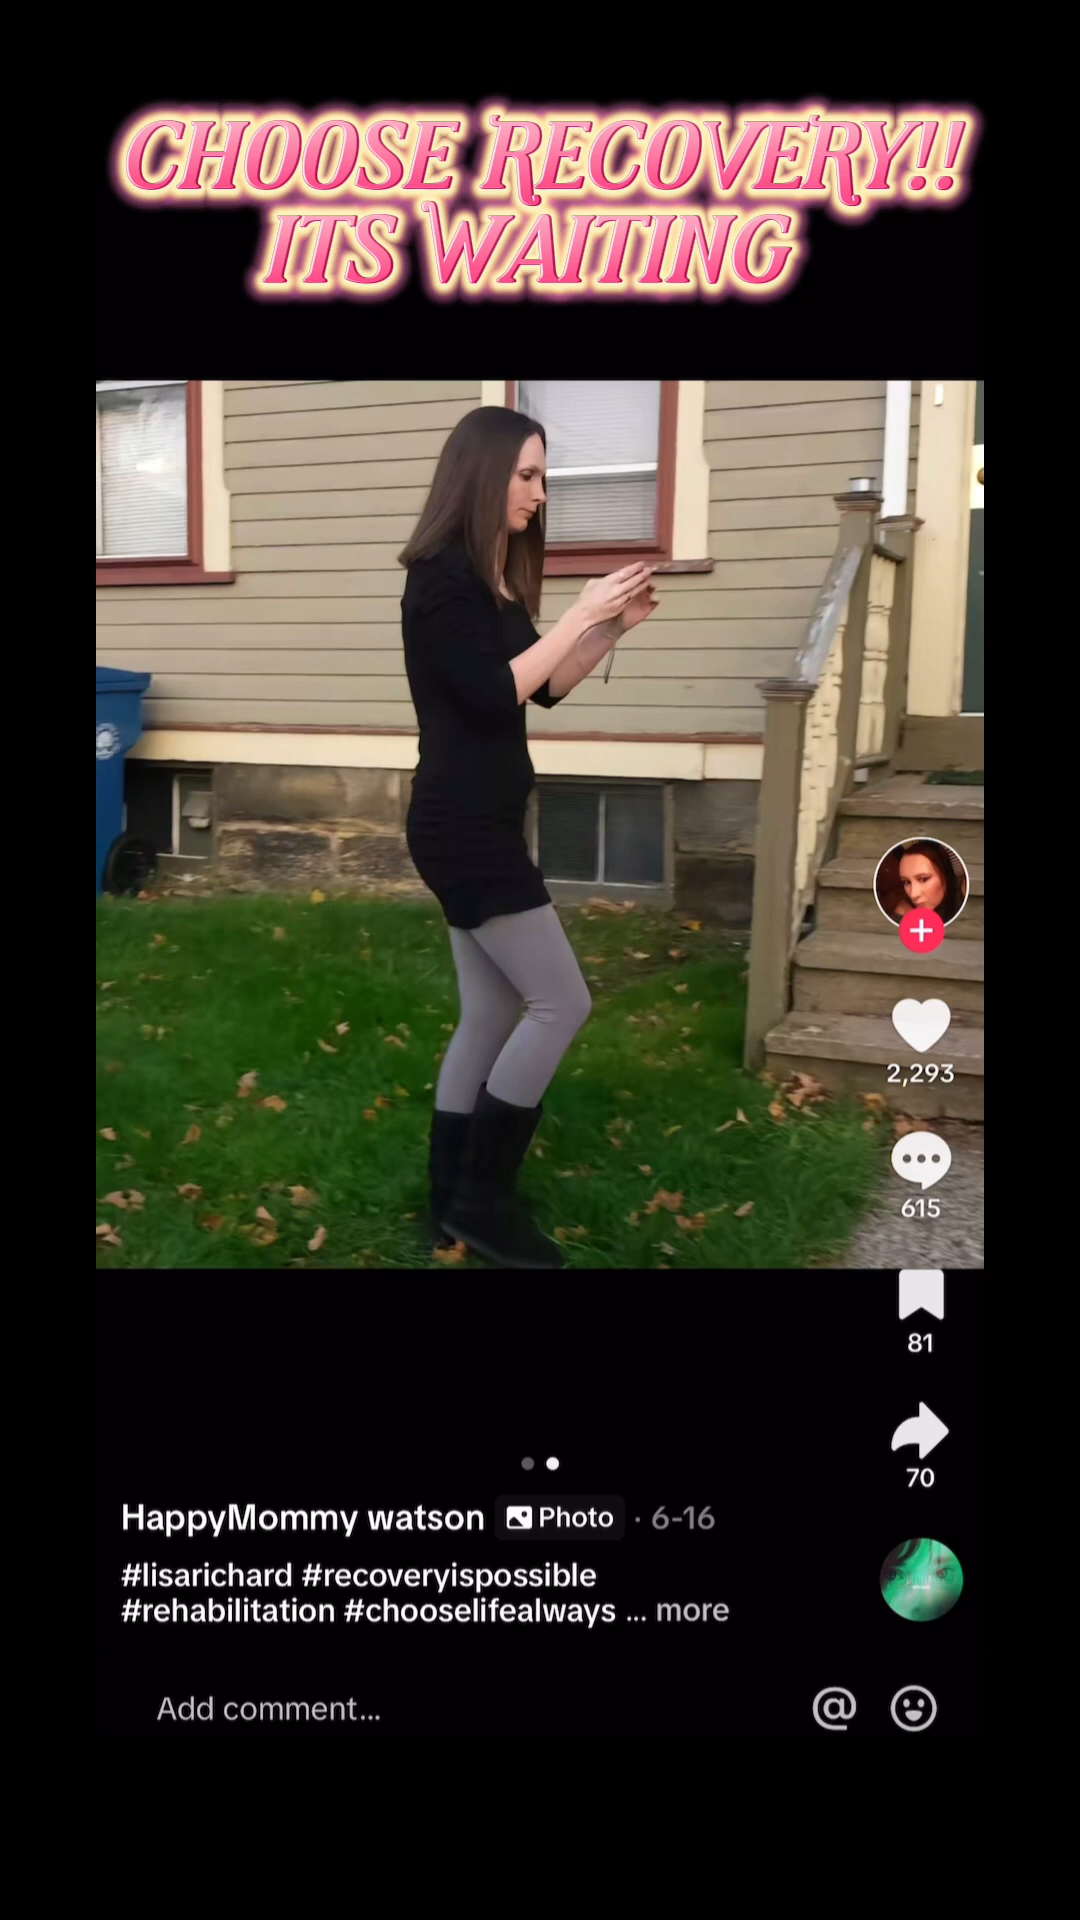 CHOOSE RECOVERY!!
ITS WAITING
2,293
615
81
70
HappyMommy watson Photo · 6-16
#lisarichard #recoveryispossible
#rehabilitation #chooselifealways ... more
Add comment...